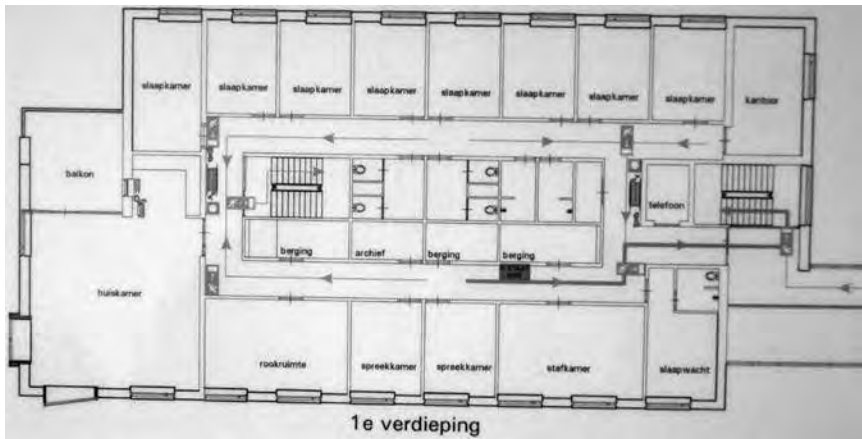 slaapkamer
slaapkamer
slaapkamer
slaapkamer
slaapkamer
slaapkamer
slaapkamer
slaapkamer
kantoor
balkon
telefoon
berging
archief
berging
berging
huiskamer
rookruimte
spreekkamer
spreekkamer
stafkamer
slaapwacht
1e verdieping